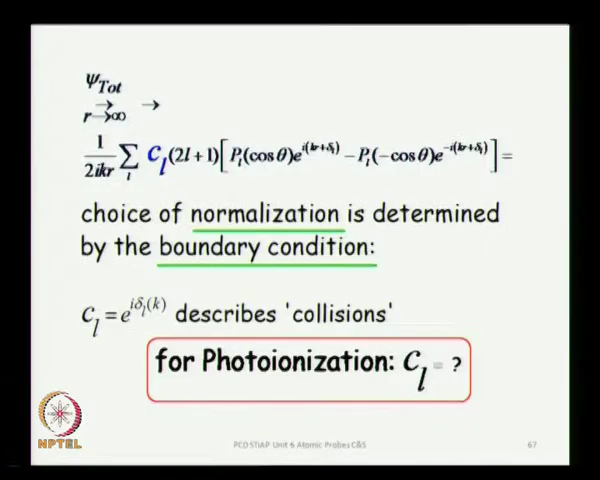 ψTot
→
r→∞ →
1/2ikr ∑l Cl(2l+1)[Pl(cosθ)e^{i(kr+δl)} − Pl(−cosθ)e^{−i(kr+δl)}] =
choice of normalization is determined
by the boundary condition:
Cl = e^{iδl(k)} describes 'collisions'
for Photoionization: Cl = ?
NPTEL
PCD STiAP Unit 6 Atomic Probes C&S
67